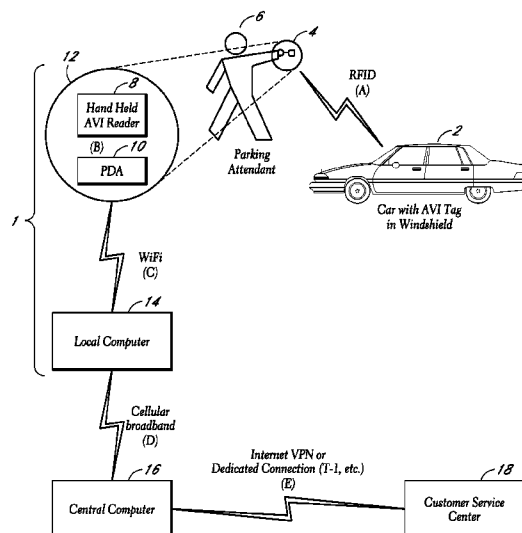 6
4
12
8
RFID
(A)
Hand Held
AVI Reader
(B)
10
PDA
2
Parking
Attendant
Car with AVI Tag
in Windshield
1
WiFi
(C)
14
Local Computer
Cellular
broadband
(D)
Internet VPN or
Dedicated Connection (T-1, etc.)
(E)
16
18
Central Computer
Customer Service
Center